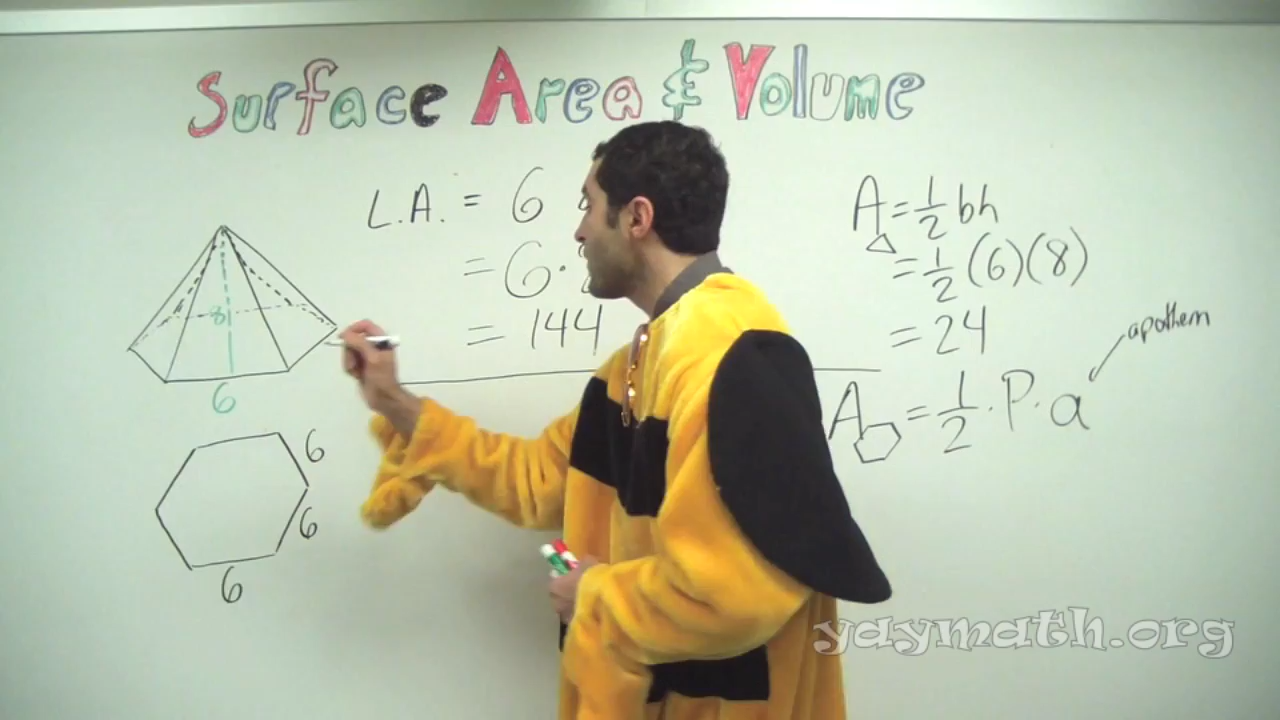 Surface Area & Volume
L.A. = 6
= 6 ·
= 144
8
6
6
6
6
A△ = 1/2 bh
= 1/2 (6)(8)
= 24
apothem
A⬡ = 1/2 · P · a
yaymath.org